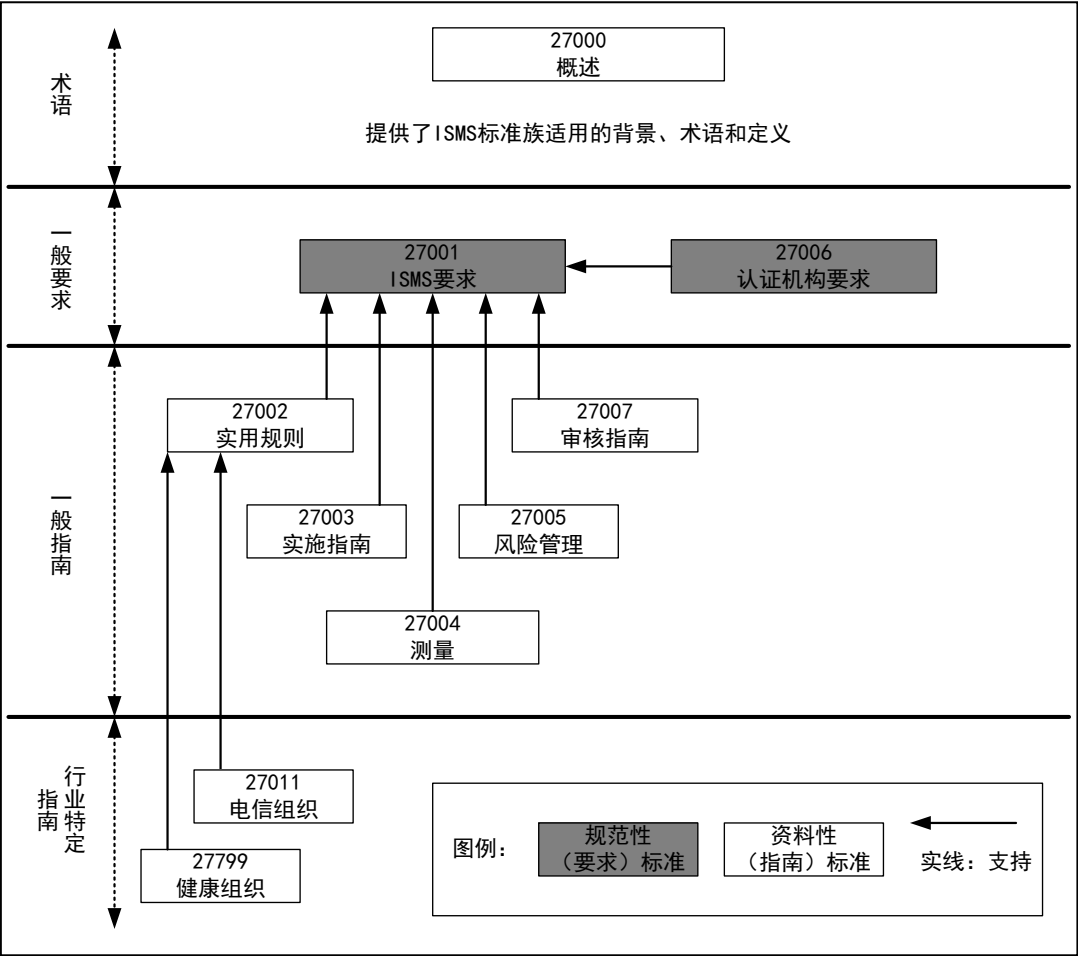 术语
27000
概述
提供了ISMS标准族适用的背景、术语和定义
一般要求
27001
ISMS要求
27006
认证机构要求
一般指南
27002
实用规则
27007
审核指南
27003
实施指南
27005
风险管理
27004
测量
行业特定
指南
27011
电信组织
27799
健康组织
图例：
规范性
（要求）标准
资料性
（指南）标准
实线：支持